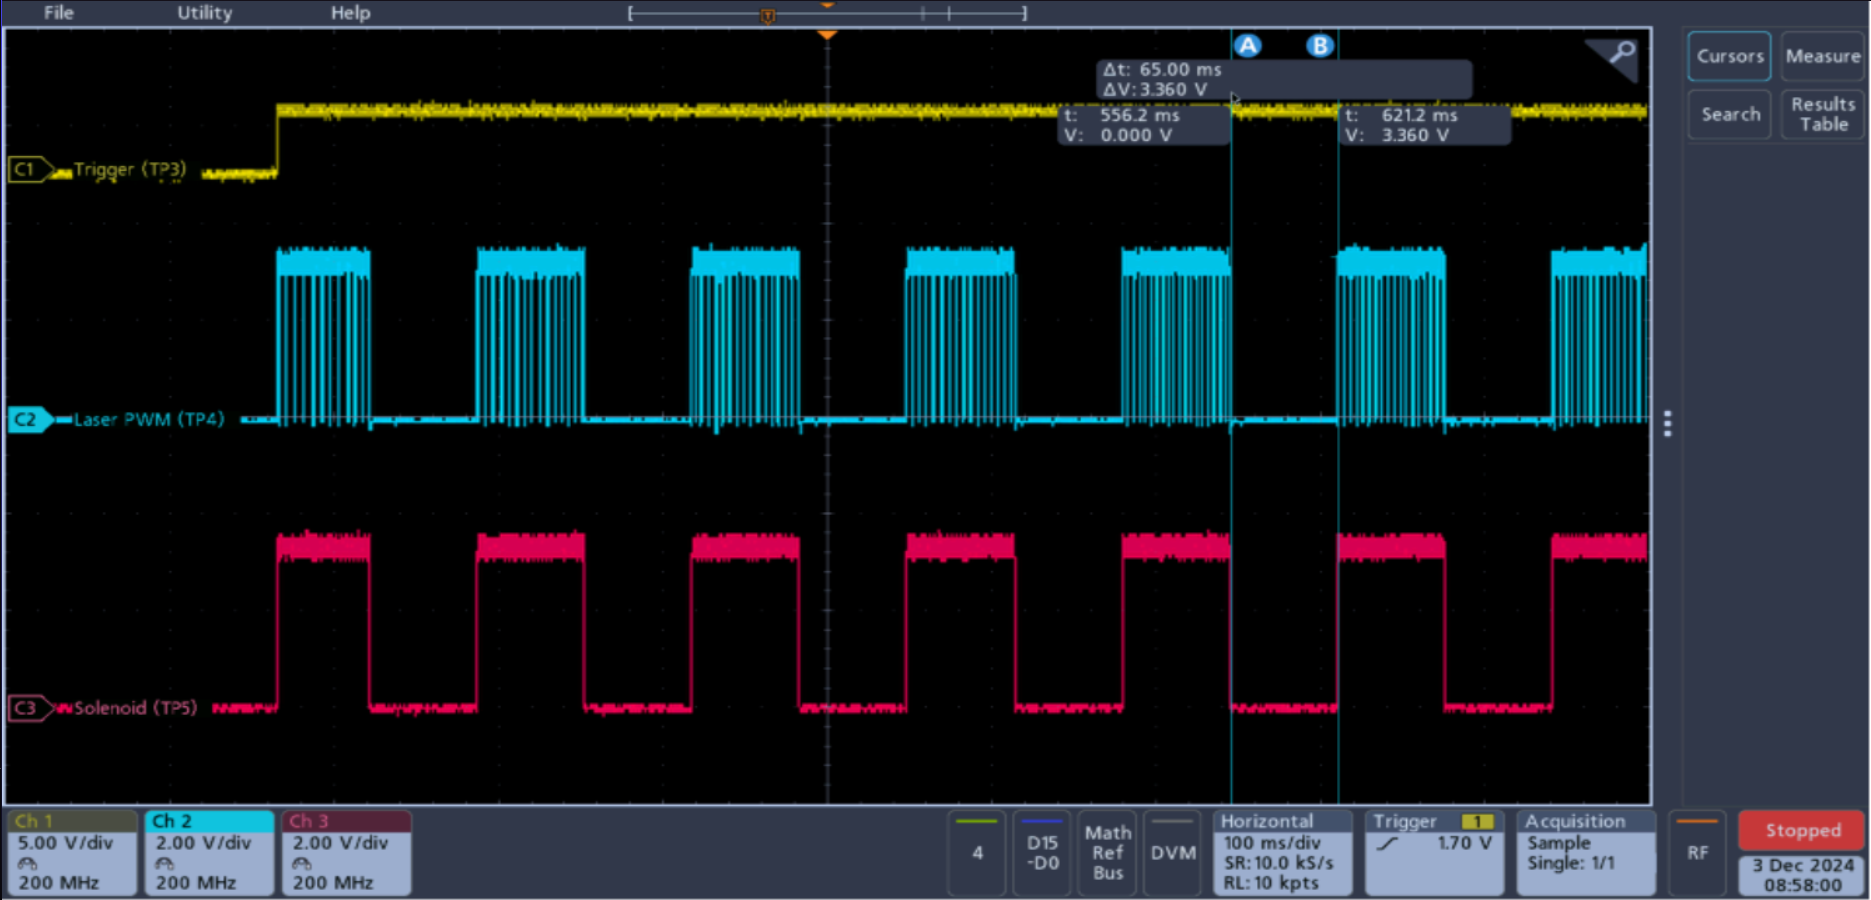 File Utility Help
A B
Cursors Measure
Δt: 65.00 ms
ΔV: 3.360 V
t: 556.2 ms
V: 0.000 V
t: 621.2 ms
V: 3.360 V
Search Results
Table
C1 Trigger (TP3)
C2 Laser PWM (TP4)
C3 Solenoid (TP5)
Ch 1
5.00 V/div
200 MHz
Ch 2
2.00 V/div
200 MHz
Ch 3
2.00 V/div
200 MHz
4
D15
-D0
Math
Ref
Bus
DVM
Horizontal
100 ms/div
SR: 10.0 kS/s
RL: 10 kpts
Trigger 1
1.70 V
Acquisition
Sample
Single: 1/1
RF
Stopped
3 Dec 2024
08:58:00